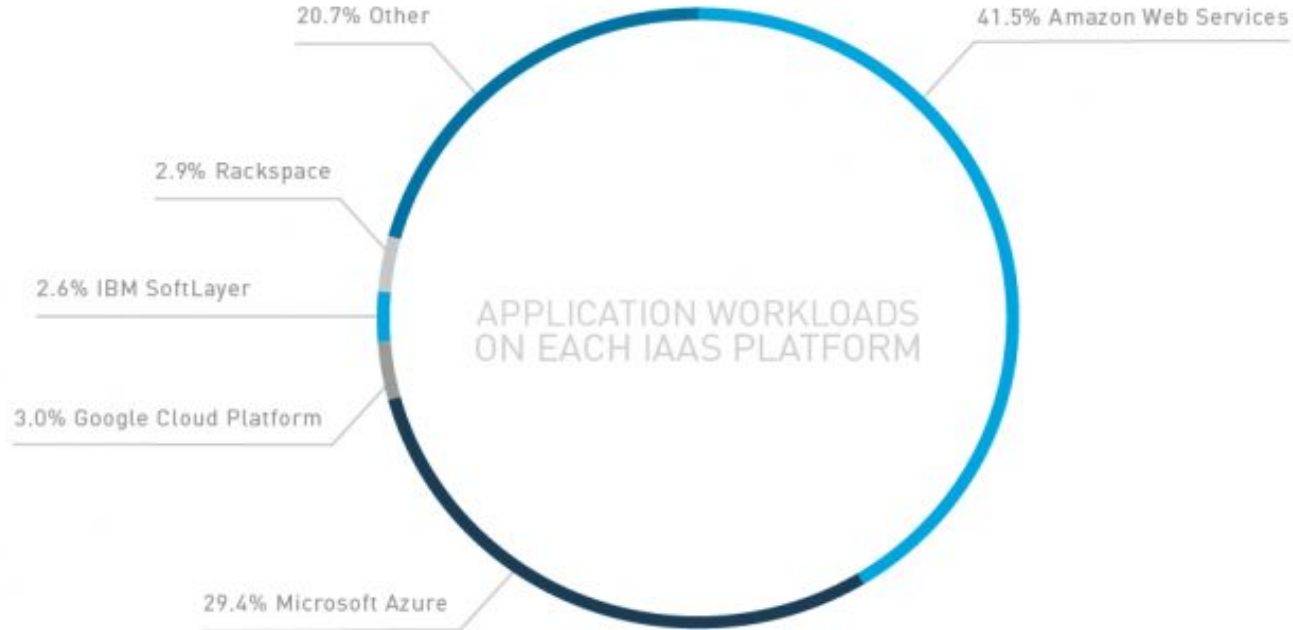 20.7% Other
41.5% Amazon Web Services
2.9% Rackspace
2.6% IBM SoftLayer
APPLICATION WORKLOADS
ON EACH IAAS PLATFORM
3.0% Google Cloud Platform
29.4% Microsoft Azure